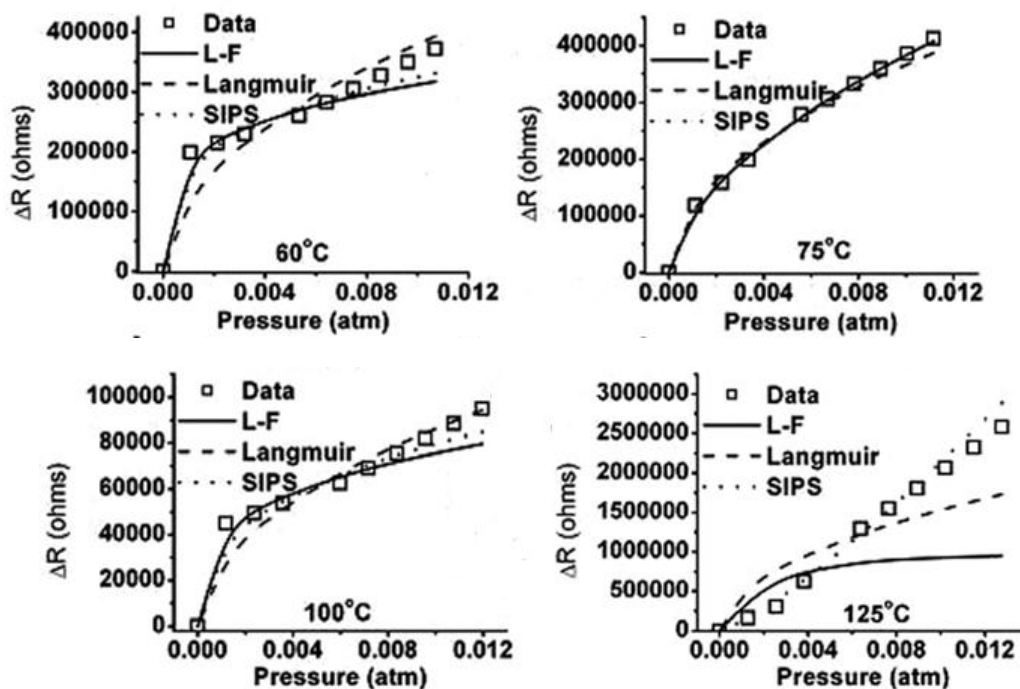 400000
300000
200000
100000
0
ΔR (ohms)
Data
L-F
Langmuir
SIPS
60°C
0.000 0.004 0.008 0.012
Pressure (atm)
400000
300000
200000
100000
0
ΔR (ohms)
Data
L-F
Langmuir
SIPS
75°C
0.000 0.004 0.008 0.012
Pressure (atm)
100000
80000
60000
40000
20000
0
ΔR (ohms)
Data
L-F
Langmuir
SIPS
100°C
0.000 0.004 0.008 0.012
Pressure (atm)
3000000
2500000
2000000
1500000
1000000
500000
0
ΔR (ohms)
Data
L-F
Langmuir
SIPS
125°C
0.000 0.004 0.008 0.012
Pressure (atm)